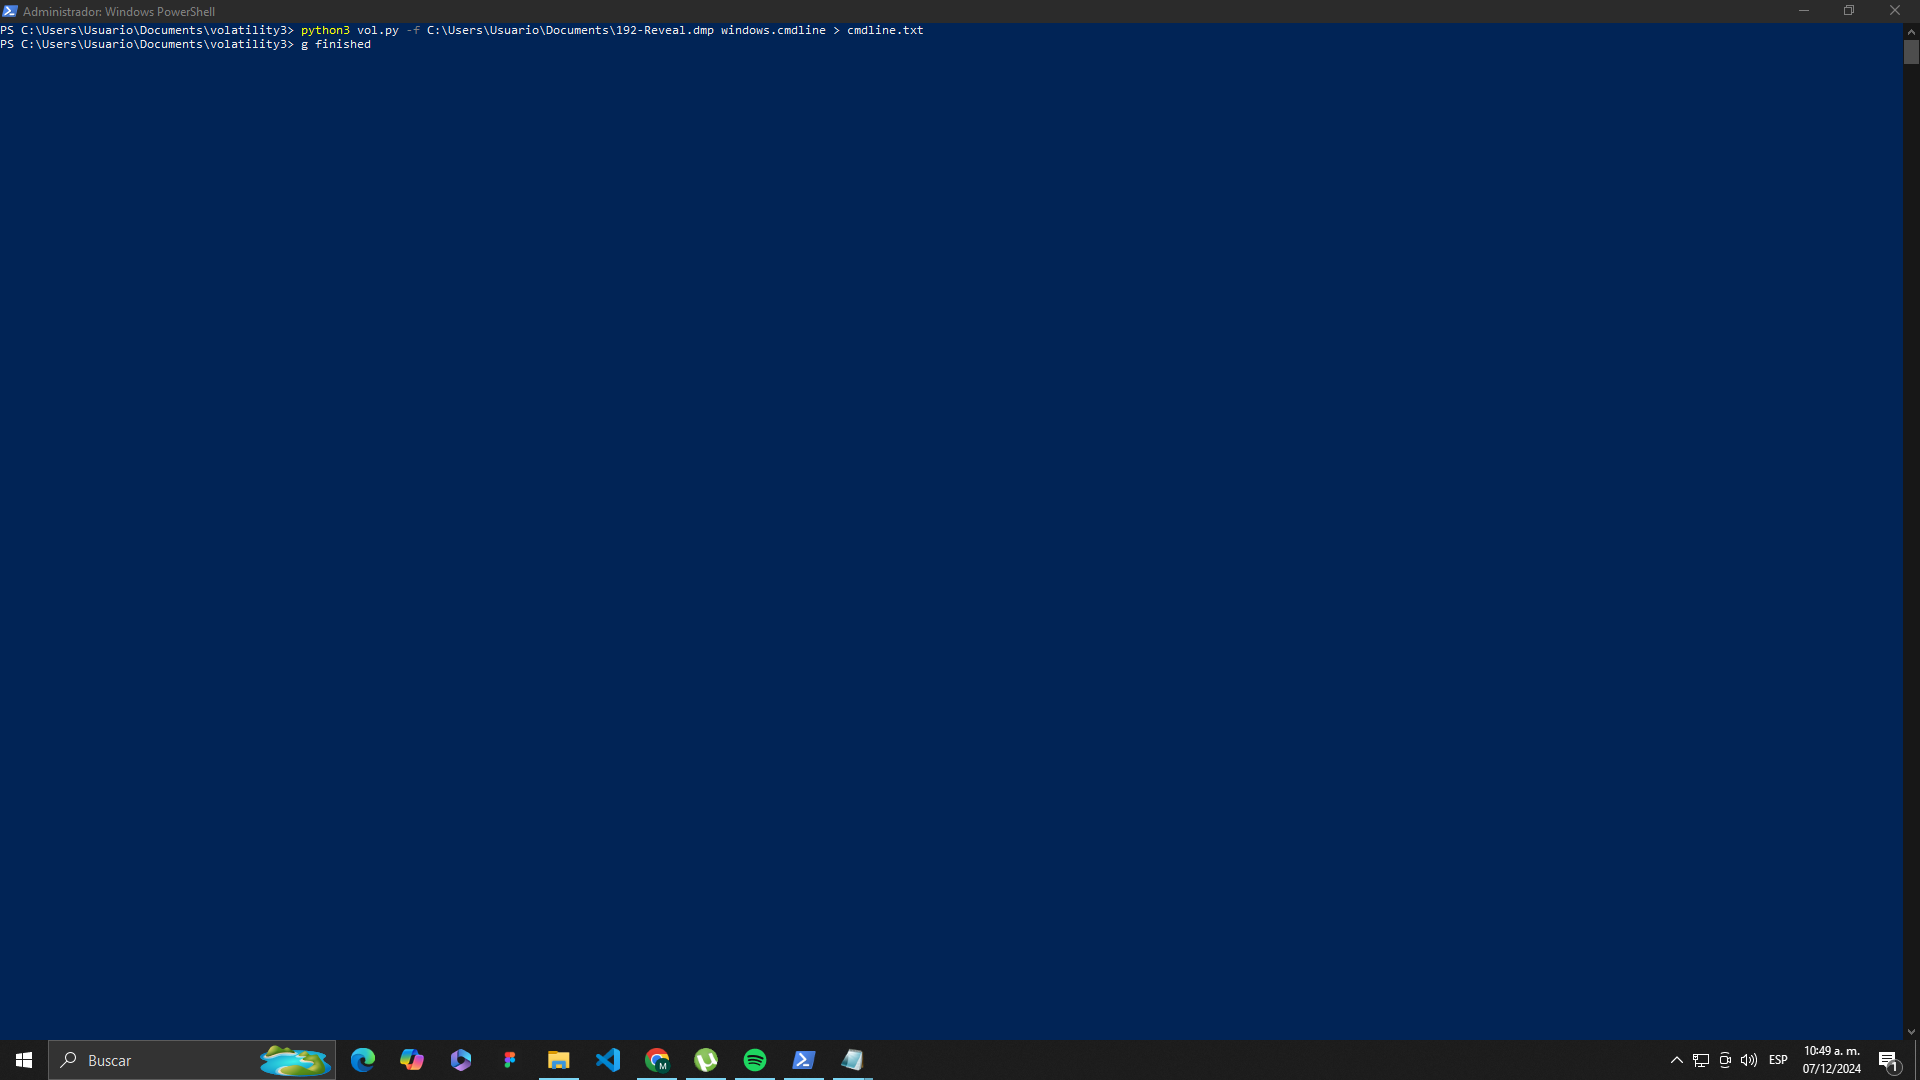 Administrador: Windows PowerShell
PS C:\Users\Usuario\Documents\volatility3> python3 vol.py -f C:\Users\Usuario\Documents\192-Reveal.dmp windows.cmdline > cmdline.txt
PS C:\Users\Usuario\Documents\volatility3> g finished
Buscar
M
ESP
10:49 a. m.
07/12/2024
1